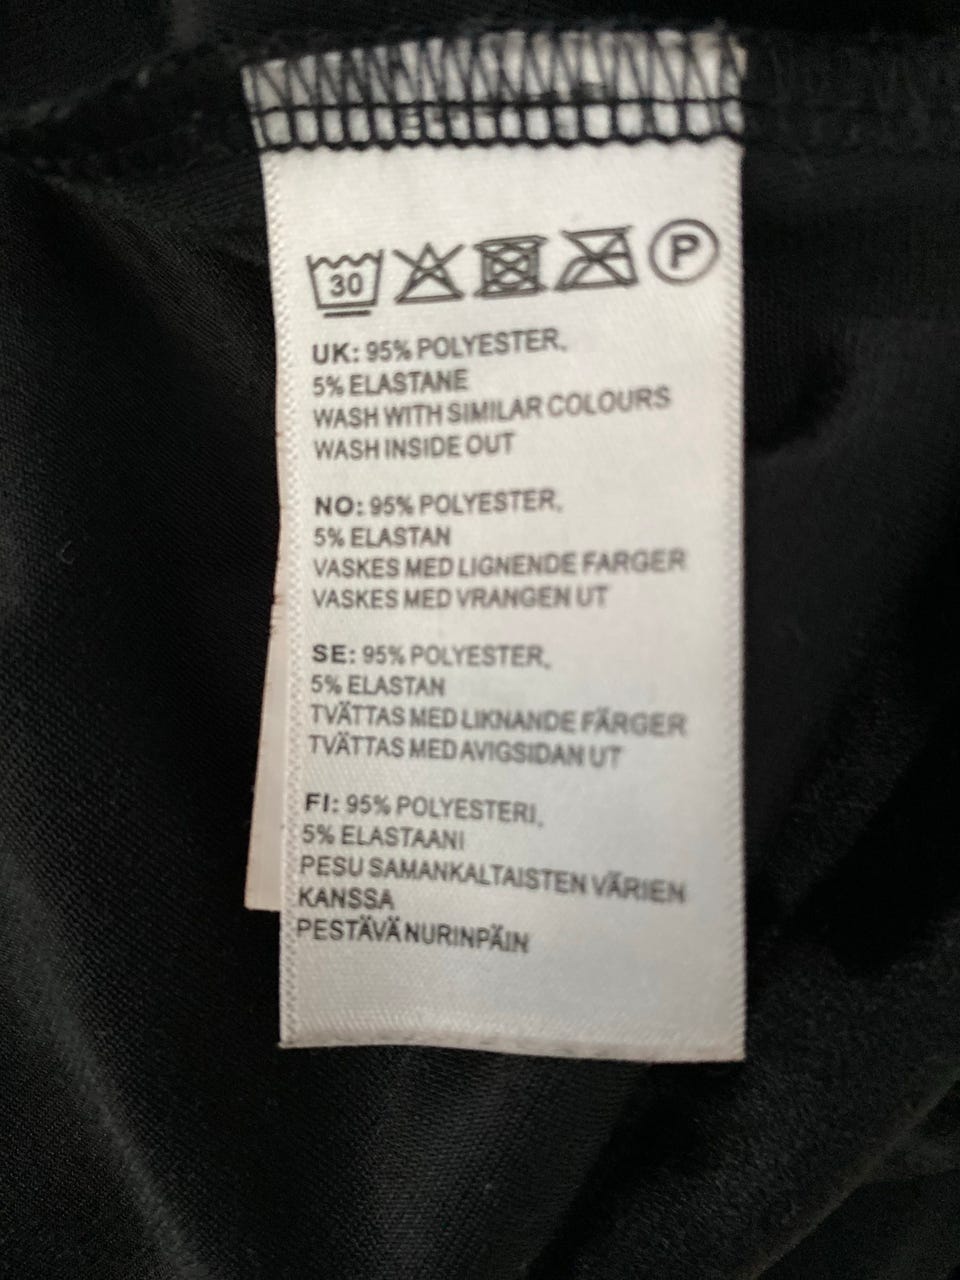 30 P
UK: 95% POLYESTER,
5% ELASTANE
WASH WITH SIMILAR COLOURS
WASH INSIDE OUT
NO: 95% POLYESTER,
5% ELASTAN
VASKES MED LIGNENDE FARGER
VASKES MED VRANGEN UT
SE: 95% POLYESTER,
5% ELASTAN
TVÄTTAS MED LIKNANDE FÄRGER
TVÄTTAS MED AVIGSIDAN UT
FI: 95% POLYESTERI,
5% ELASTAANI
PESU SAMANKALTAISTEN VÄRIEN
KANSSA
PESTÄVÄ NURINPÄIN